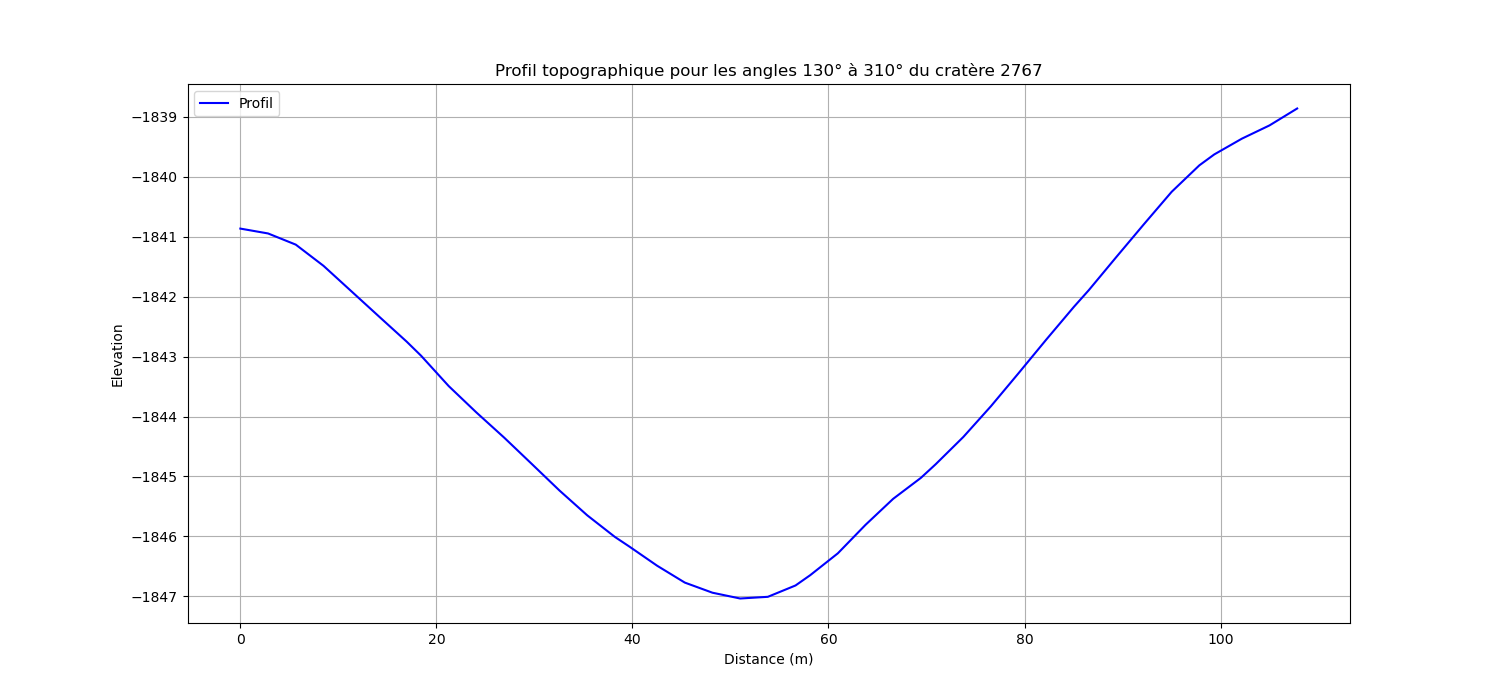 Profil topographique pour les angles 130° à 310° du cratère 2767
Profil
−1839
−1840
−1841
−1842
−1843
−1844
−1845
−1846
−1847
Elevation
0 20 40 60 80 100
Distance (m)